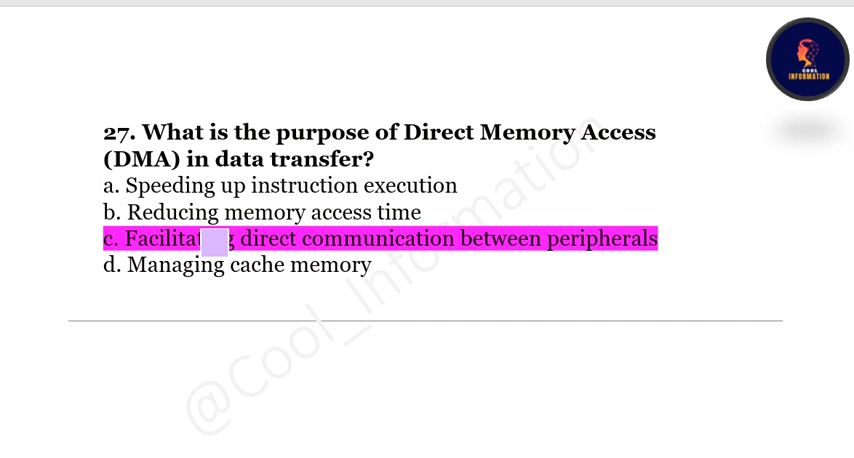 COOL
INFORMATION
27. What is the purpose of Direct Memory Access
(DMA) in data transfer?
a. Speeding up instruction execution
b. Reducing memory access time
c. direct communication between peripherals
d. Managing cache memory
@Cool_Information